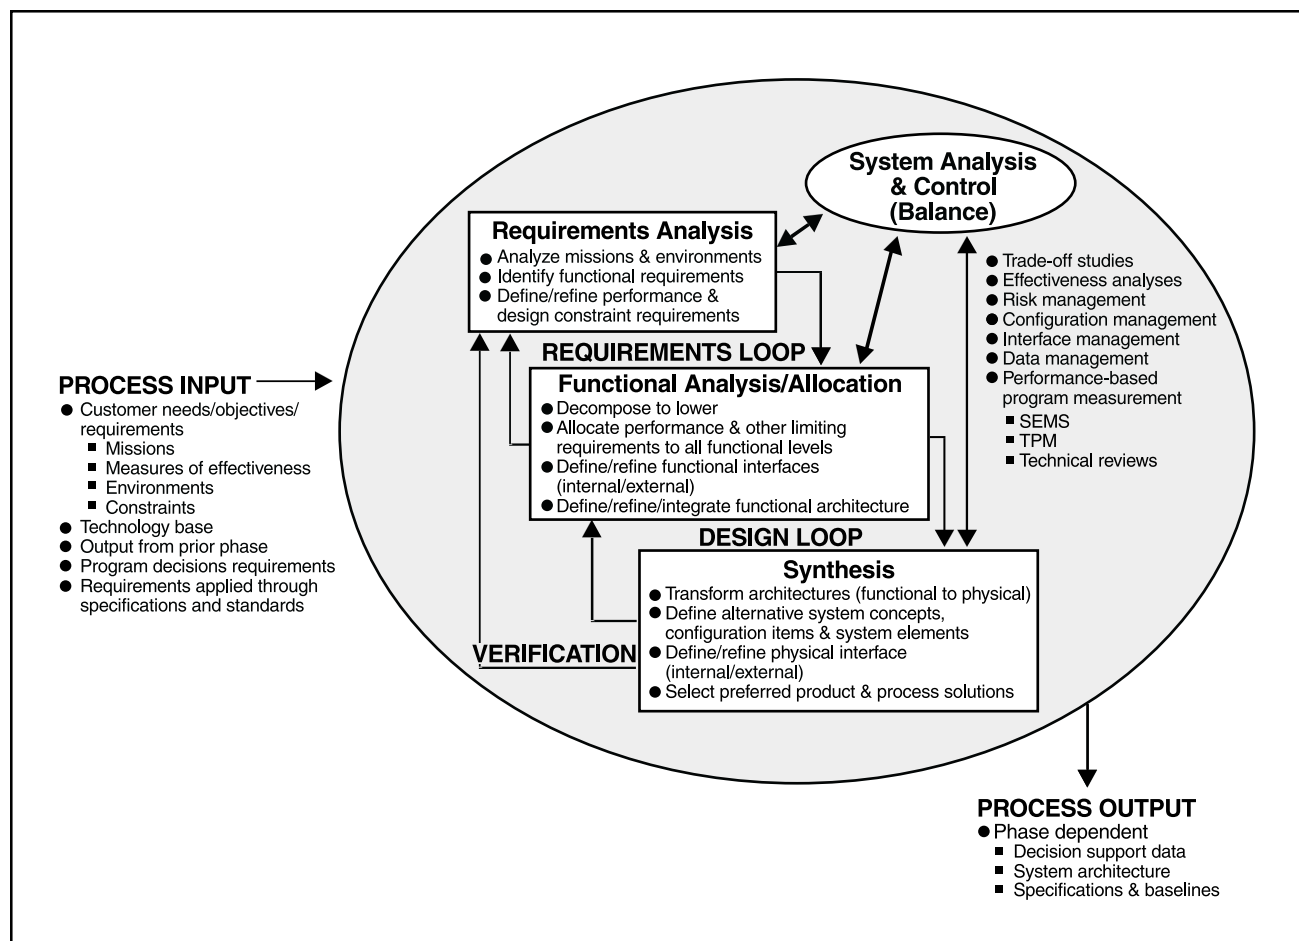 System Analysis
& Control
(Balance)
Requirements Analysis
● Analyze missions & environments
● Identify functional requirements
● Define/refine performance &
design constraint requirements
● Trade-off studies
● Effectiveness analyses
● Risk management
● Configuration management
● Interface management
● Data management
● Performance-based
program measurement
■ SEMS
■ TPM
■ Technical reviews
REQUIREMENTS LOOP
PROCESS INPUT
● Customer needs/objectives/
requirements
■ Missions
■ Measures of effectiveness
■ Environments
■ Constraints
● Technology base
● Output from prior phase
● Program decisions requirements
● Requirements applied through
specifications and standards
Functional Analysis/Allocation
● Decompose to lower
● Allocate performance & other limiting
requirements to all functional levels
● Define/refine functional interfaces
(internal/external)
● Define/refine/integrate functional architecture
DESIGN LOOP
Synthesis
● Transform architectures (functional to physical)
● Define alternative system concepts,
configuration items & system elements
● Define/refine physical interface
(internal/external)
● Select preferred product & process solutions
VERIFICATION
PROCESS OUTPUT
● Phase dependent
■ Decision support data
■ System architecture
■ Specifications & baselines